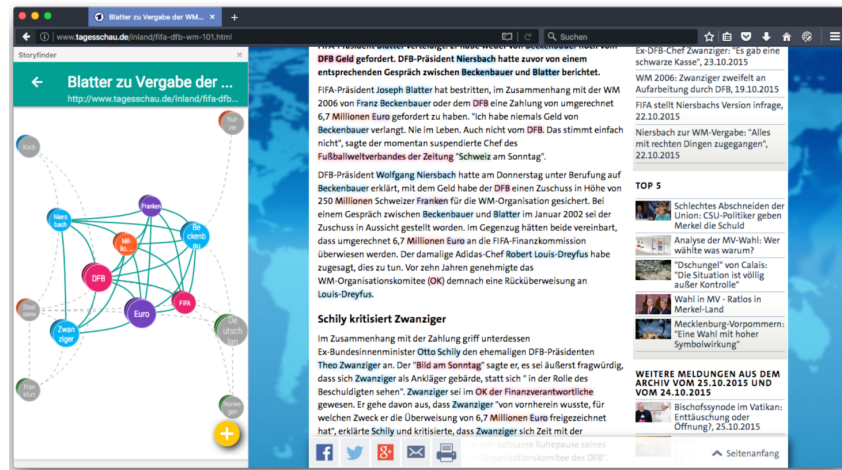 Blatter zu Vergabe der WM...
www.tagesschau.de/inland/fifa-dfb-wm-101.html
Suchen
Storyfinder
Blatter zu Vergabe der ...
http://www.tagesschau.de/inland/fifa-dfb...
Koch
Niers
bach
Franken
Be
ckenb
au
Mil-
lio...
DFB
FIFA
Euro
Zwan
ziger
De
utsch
lan
Fran
kfurt
Norwe-
gen
DFB Geld gefordert. DFB-Präsident Niersbach hatte zuvor von einem
entsprechenden Gespräch zwischen Beckenbauer und Blatter berichtet.
FIFA-Präsident Joseph Blatter hat bestritten, im Zusammenhang mit der WM
2006 von Franz Beckenbauer oder dem DFB eine Zahlung von umgerechnet
6,7 Millionen Euro gefordert zu haben. "Ich habe niemals Geld von
Beckenbauer verlangt. Nie im Leben. Auch nicht vom DFB. Das stimmt einfach
nicht", sagte der momentan suspendierte Chef des
Fußballweltverbandes der Zeitung "Schweiz am Sonntag".
DFB-Präsident Wolfgang Niersbach hatte am Donnerstag unter Berufung auf
Beckenbauer erklärt, mit dem Geld habe der DFB einen Zuschuss in Höhe von
250 Millionen Schweizer Franken für die WM-Organisation gesichert. Bei
einem Gespräch zwischen Beckenbauer und Blatter im Januar 2002 sei der
Zuschuss in Aussicht gestellt worden. Im Gegenzug hätten beide vereinbart,
dass umgerechnet 6,7 Millionen Euro an die FIFA-Finanzkommission
überwiesen werden. Der damalige Adidas-Chef Robert Louis-Dreyfus habe
zugesagt, dies zu tun. Vor zehn Jahren genehmigte das
WM-Organisationskomitee (OK) demnach eine Rücküberweisung an
Louis-Dreyfus.
Schily kritisiert Zwanziger
Im Zusammenhang mit der Zahlung griff unterdessen
Ex-Bundesinnenminister Otto Schily den ehemaligen DFB-Präsidenten
Theo Zwanziger an. Der "Bild am Sonntag" sagte er, es sei äußerst fragwürdig,
dass sich Zwanziger als Ankläger gebärde, statt sich " in der Rolle des
Beschuldigten sehen". Zwanziger sei im OK der Finanzverantwortliche
gewesen. Er gehe davon aus, dass Zwanziger "von vornherein wusste, für
welchen Zweck er die Überweisung von 6,7 Millionen Euro freigezeichnet
hat", erklärte Schily und kritisierte, dass Zwanziger sich Zeit mit der
Ex-DFB-Chef Zwanziger: "Es gab eine
schwarze Kasse", 23.10.2015
WM 2006: Zwanziger zweifelt an
Aufarbeitung durch DFB, 19.10.2015
FIFA stellt Niersbachs Version infrage,
22.10.2015
Niersbach zur WM-Vergabe: "Alles
mit rechten Dingen zugegangen",
22.10.2015
TOP 5
Schlechtes Abschneiden der
Union: CSU-Politiker geben
Merkel die Schuld
Analyse der MV-Wahl: Wer
wählte was warum?
"Dschungel" von Calais:
"Die Situation ist völlig
außer Kontrolle"
Wahl in MV - Ratlos in
Merkel-Land
Mecklenburg-Vorpommern:
"Eine Wahl mit hoher
Symbolwirkung"
WEITERE MELDUNGEN AUS DEM
ARCHIV VOM 25.10.2015 UND
VOM 24.10.2015
Bischofssynode im Vatikan:
Enttäuschung oder
Öffnung?, 25.10.2015
Seitenanfang